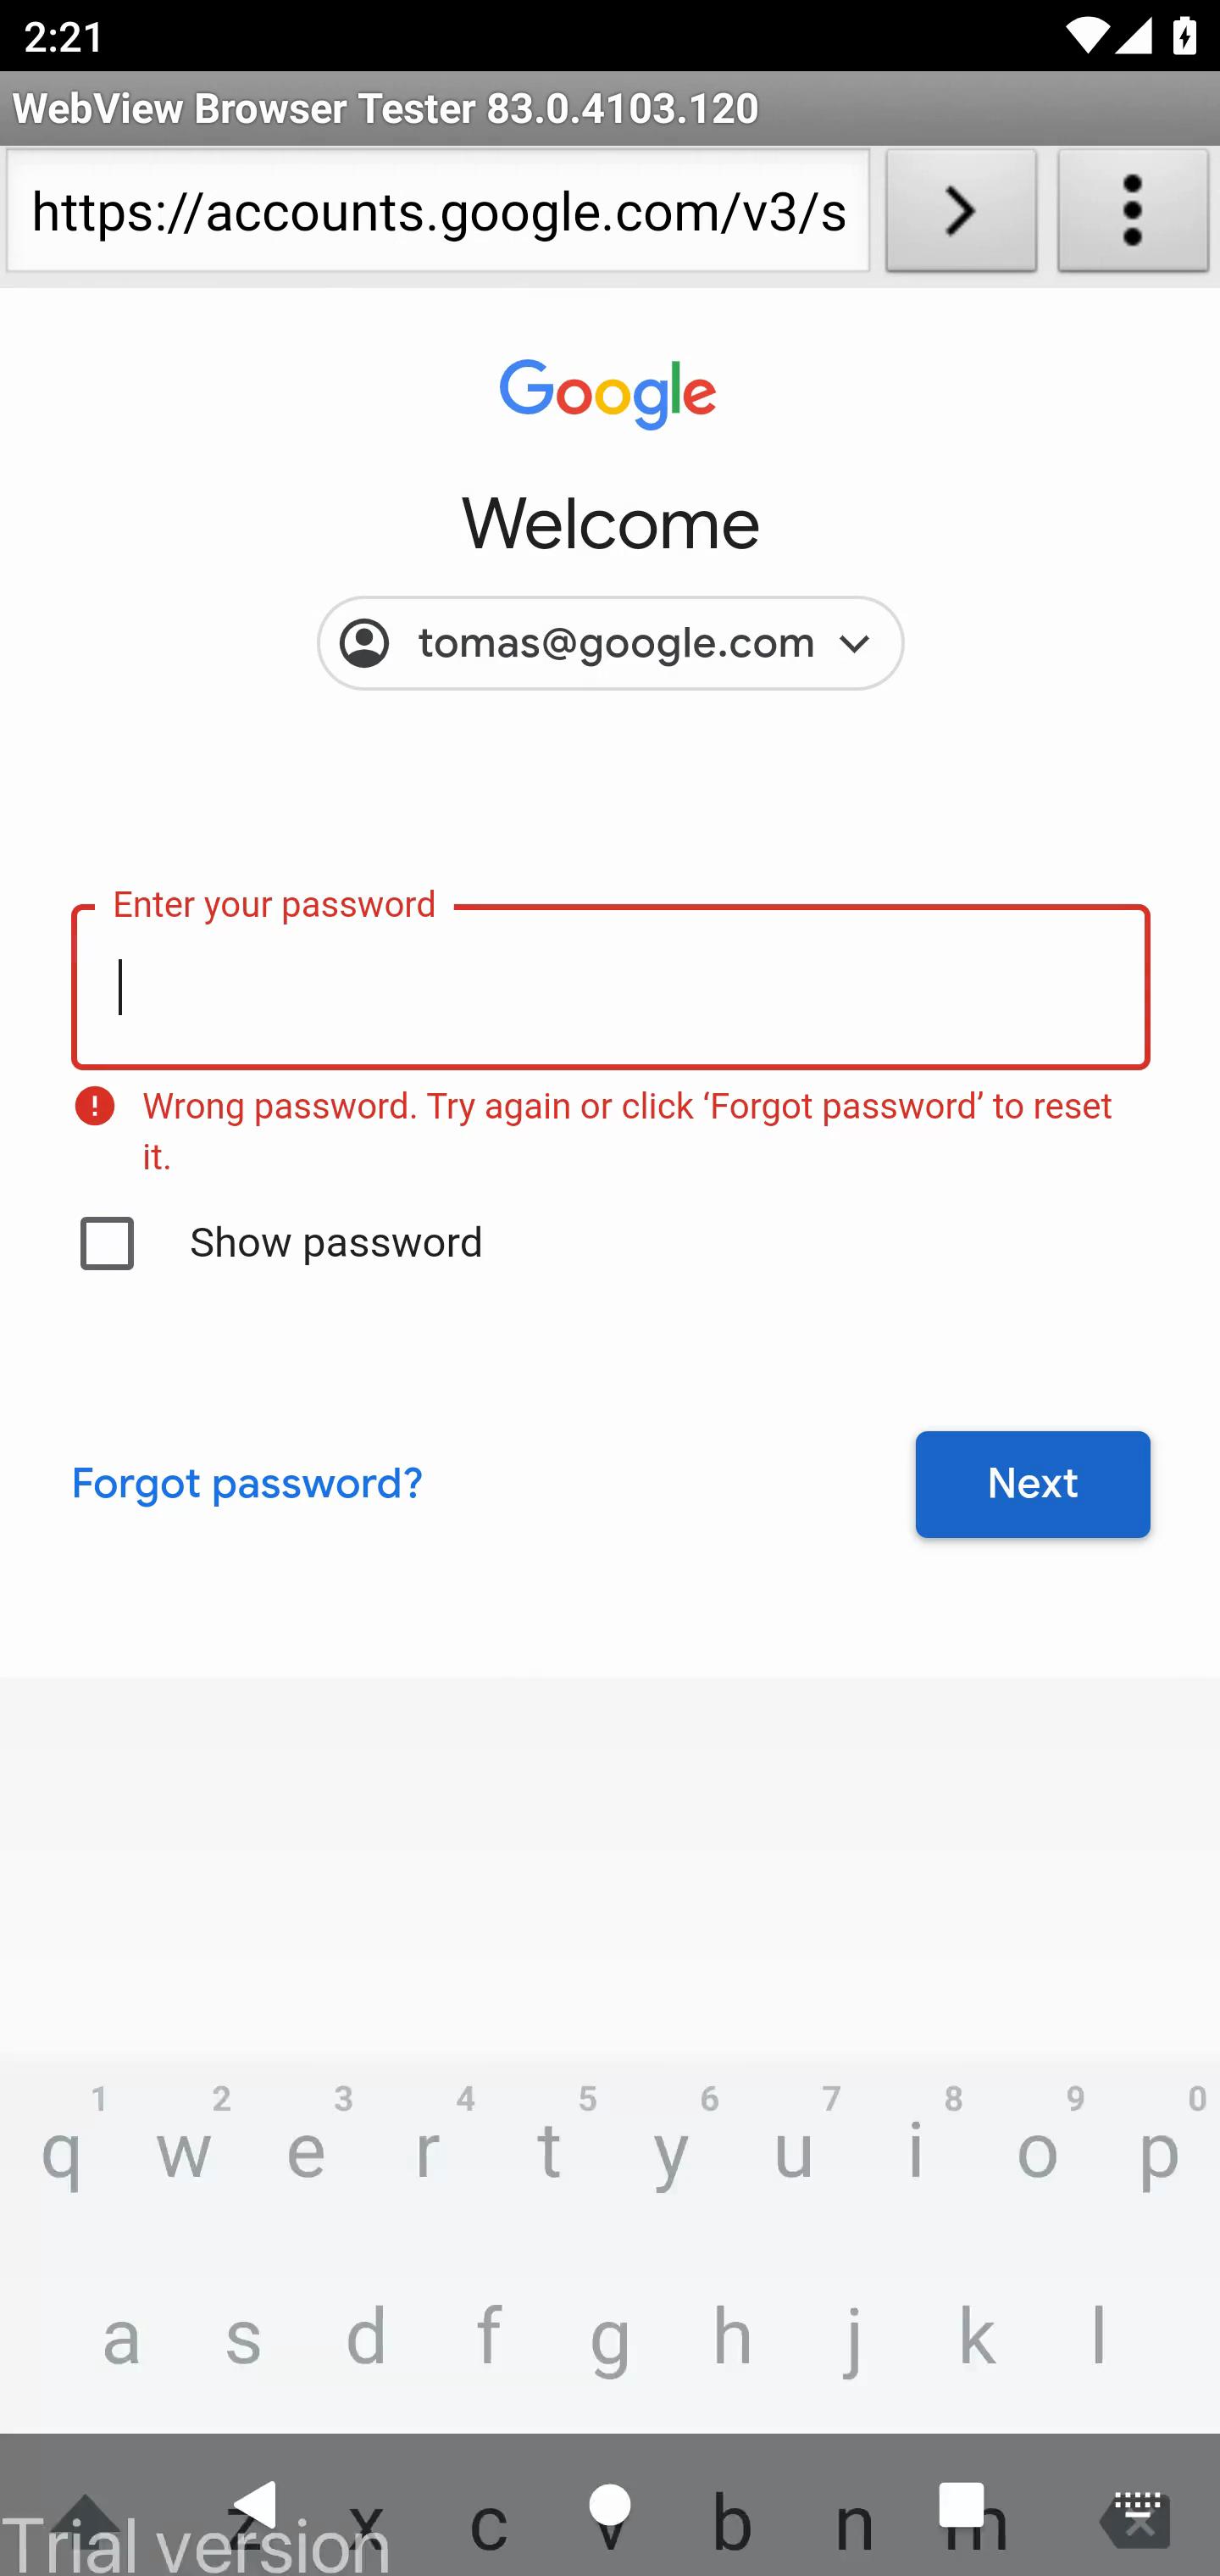 2:21
WebView Browser Tester 83.0.4103.120
https://accounts.google.com/v3/s
Google
Welcome
tomas@google.com
Enter your password
Wrong password. Try again or click ‘Forgot password’ to reset
it.
Show password
Forgot password?
Next
1 2 3 4 5 6 7 8 9 0
q w e r t y u i o p
a s d f g h j k l
z x c v b n m
Trial version